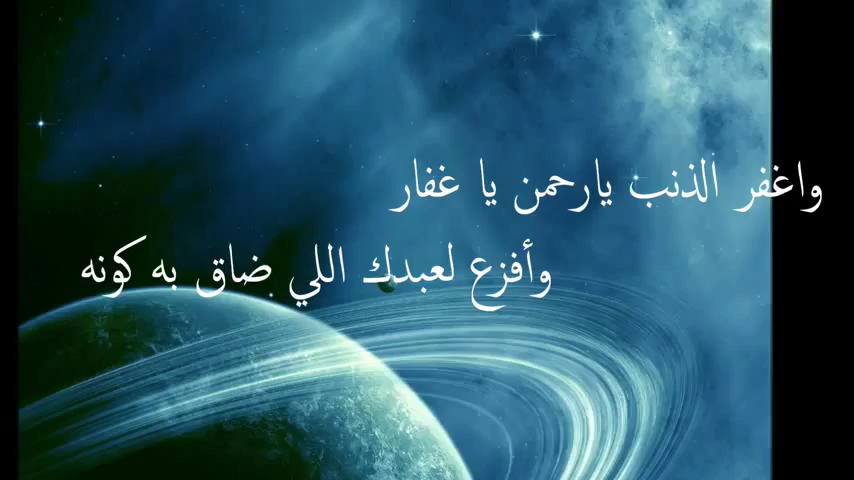 واغفر الذنب يارحمن يا غفار
وأفزع لعبدك اللي ضاق به كونه